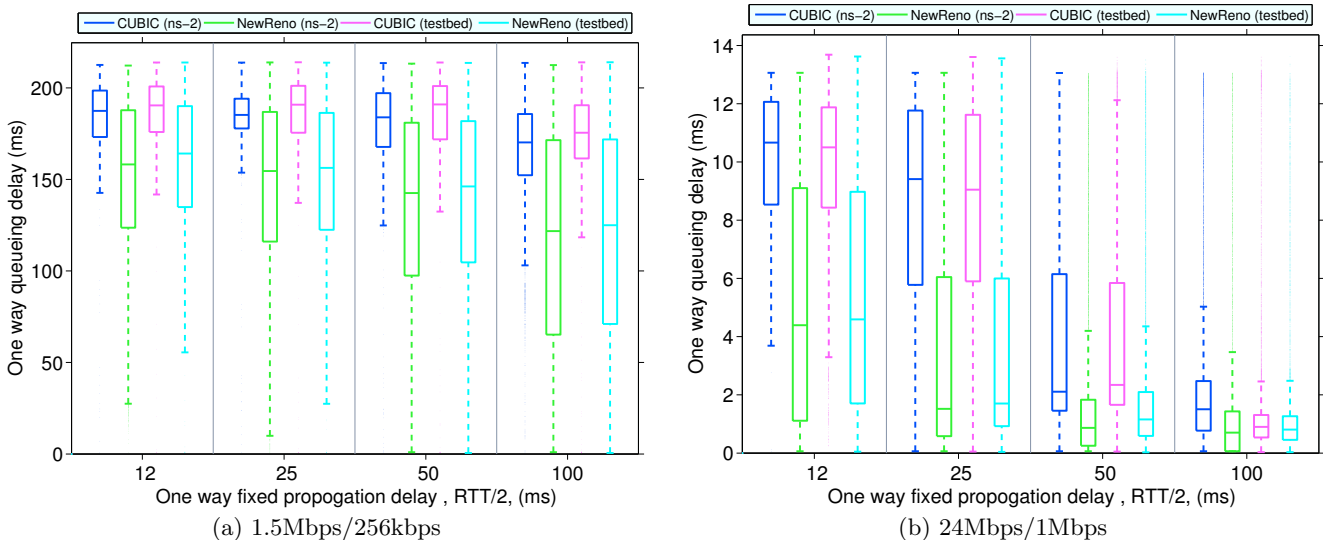 CUBIC (ns-2) NewReno (ns-2) CUBIC (testbed) NewReno (testbed)
200
150
100
50
0
One way queueing delay (ms)
12 25 50 100
One way fixed propogation delay , RTT/2, (ms)
(a) 1.5Mbps/256kbps
CUBIC (ns-2) NewReno (ns-2) CUBIC (testbed) NewReno (testbed)
14
12
10
8
6
4
2
0
One way queueing delay (ms)
12 25 50 100
One way fixed propogation delay , RTT/2, (ms)
(b) 24Mbps/1Mbps